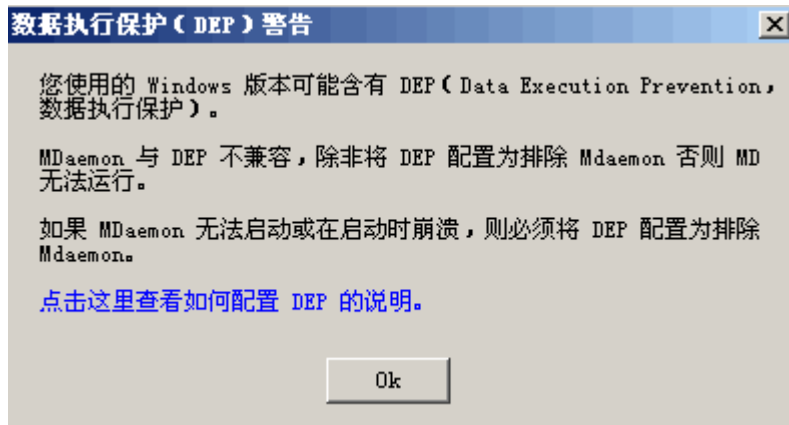 数据执行保护(DEP)警告
您使用的 Windows 版本可能含有 DEP(Data Execution Prevention,
数据执行保护)。
MDaemon 与 DEP 不兼容,除非将 DEP 配置为排除 Mdaemon 否则 MD
无法运行。
如果 MDaemon 无法启动或在启动时崩溃,则必须将 DEP 配置为排除
Mdaemon。
点击这里查看如何配置 DEP 的说明。
Ok